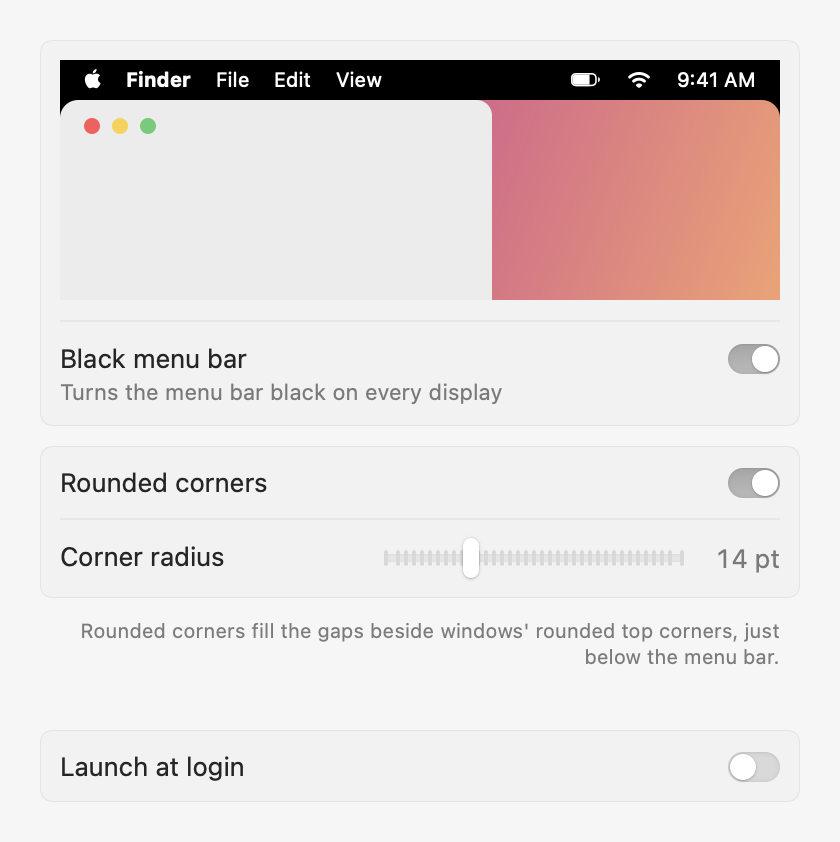 Finder File Edit View 9:41 AM
Black menu bar
Turns the menu bar black on every display
Rounded corners
Corner radius 14 pt
Rounded corners fill the gaps beside windows' rounded top corners, just
below the menu bar.
Launch at login